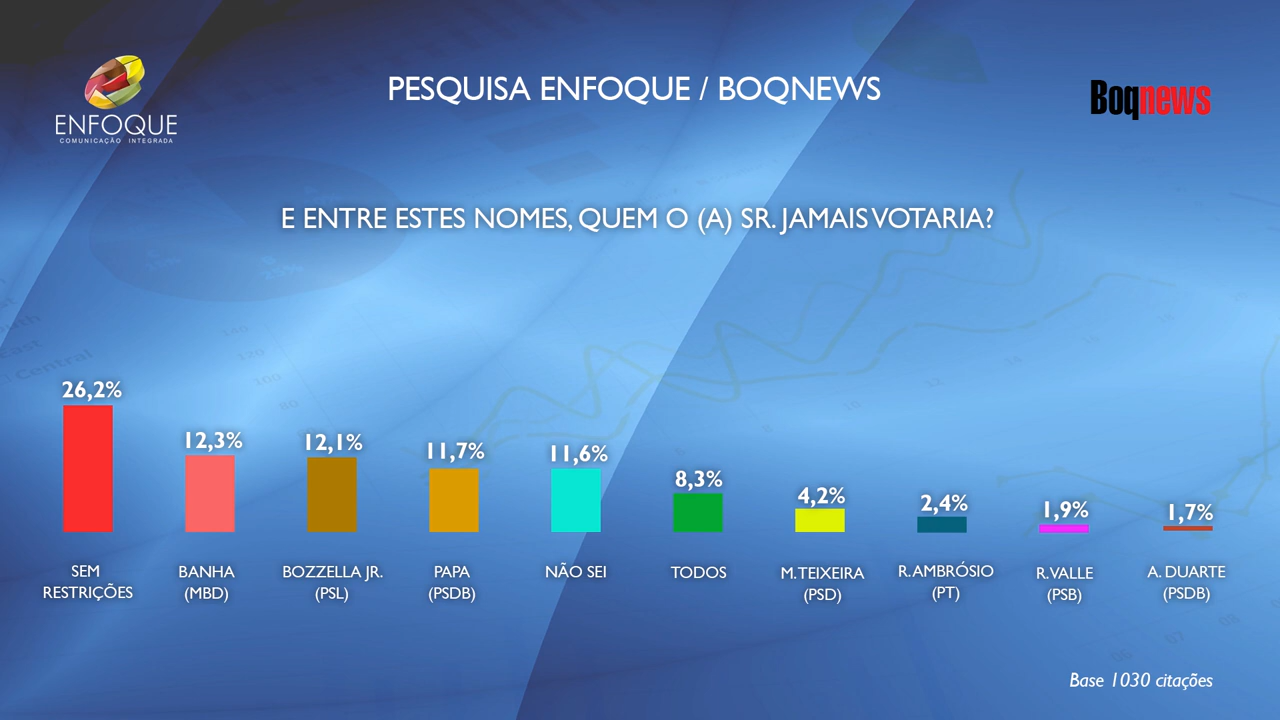 PESQUISA ENFOQUE / BOQNEWS
ENFOQUE
COMUNICAÇÃO INTEGRADA
Boqnews
E ENTRE ESTES NOMES, QUEM O (A) SR. JAMAIS VOTARIA?
26,2%
12,3%
12,1%
11,7%
11,6%
8,3%
4,2%
2,4%
1,9%
1,7%
SEM
RESTRIÇÕES
BANHA
(MBD)
BOZZELLA JR.
(PSL)
PAPA
(PSDB)
NÃO SEI
TODOS
M. TEIXEIRA
(PSD)
R. AMBRÓSIO
(PT)
R. VALLE
(PSB)
A. DUARTE
(PSDB)
Base 1030 citações